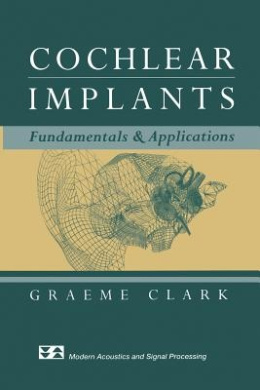 COCHLEAR
IMPLANTS
Fundamentals & Applications
GRAEME CLARK
Modern Acoustics and Signal Processing